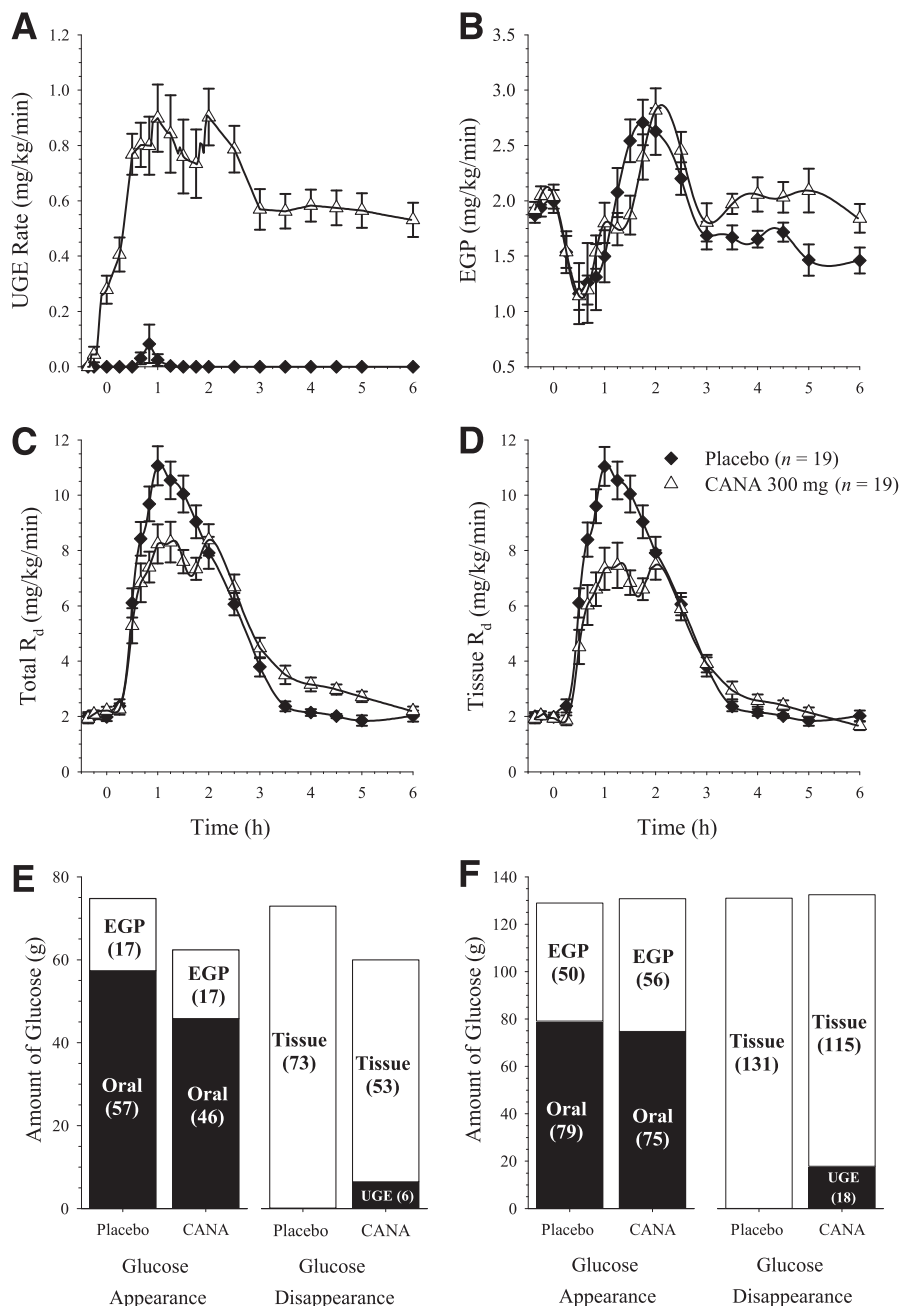 A
UGE Rate (mg/kg/min)
1.2
1.0
0.8
0.6
0.4
0.2
0.0
0 1 2 3 4 5 6
B
EGP (mg/kg/min)
3.5
3.0
2.5
2.0
1.5
1.0
0.5
0 1 2 3 4 5 6
C
Total Rd (mg/kg/min)
12
10
8
6
4
2
0
0 1 2 3 4 5 6
Time (h)
D
Tissue Rd (mg/kg/min)
12
10
8
6
4
2
0
Placebo (n = 19)
CANA 300 mg (n = 19)
0 1 2 3 4 5 6
Time (h)
E
Amount of Glucose (g)
80
60
40
20
0
EGP
(17)
Oral
(57)
EGP
(17)
Oral
(46)
Tissue
(73)
Tissue
(53)
UGE (6)
Placebo CANA Placebo CANA
Glucose Glucose
Appearance Disappearance
F
Amount of Glucose (g)
140
120
100
80
60
40
20
0
EGP
(50)
Oral
(79)
EGP
(56)
Oral
(75)
Tissue
(131)
Tissue
(115)
UGE
(18)
Placebo CANA Placebo CANA
Glucose Glucose
Appearance Disappearance